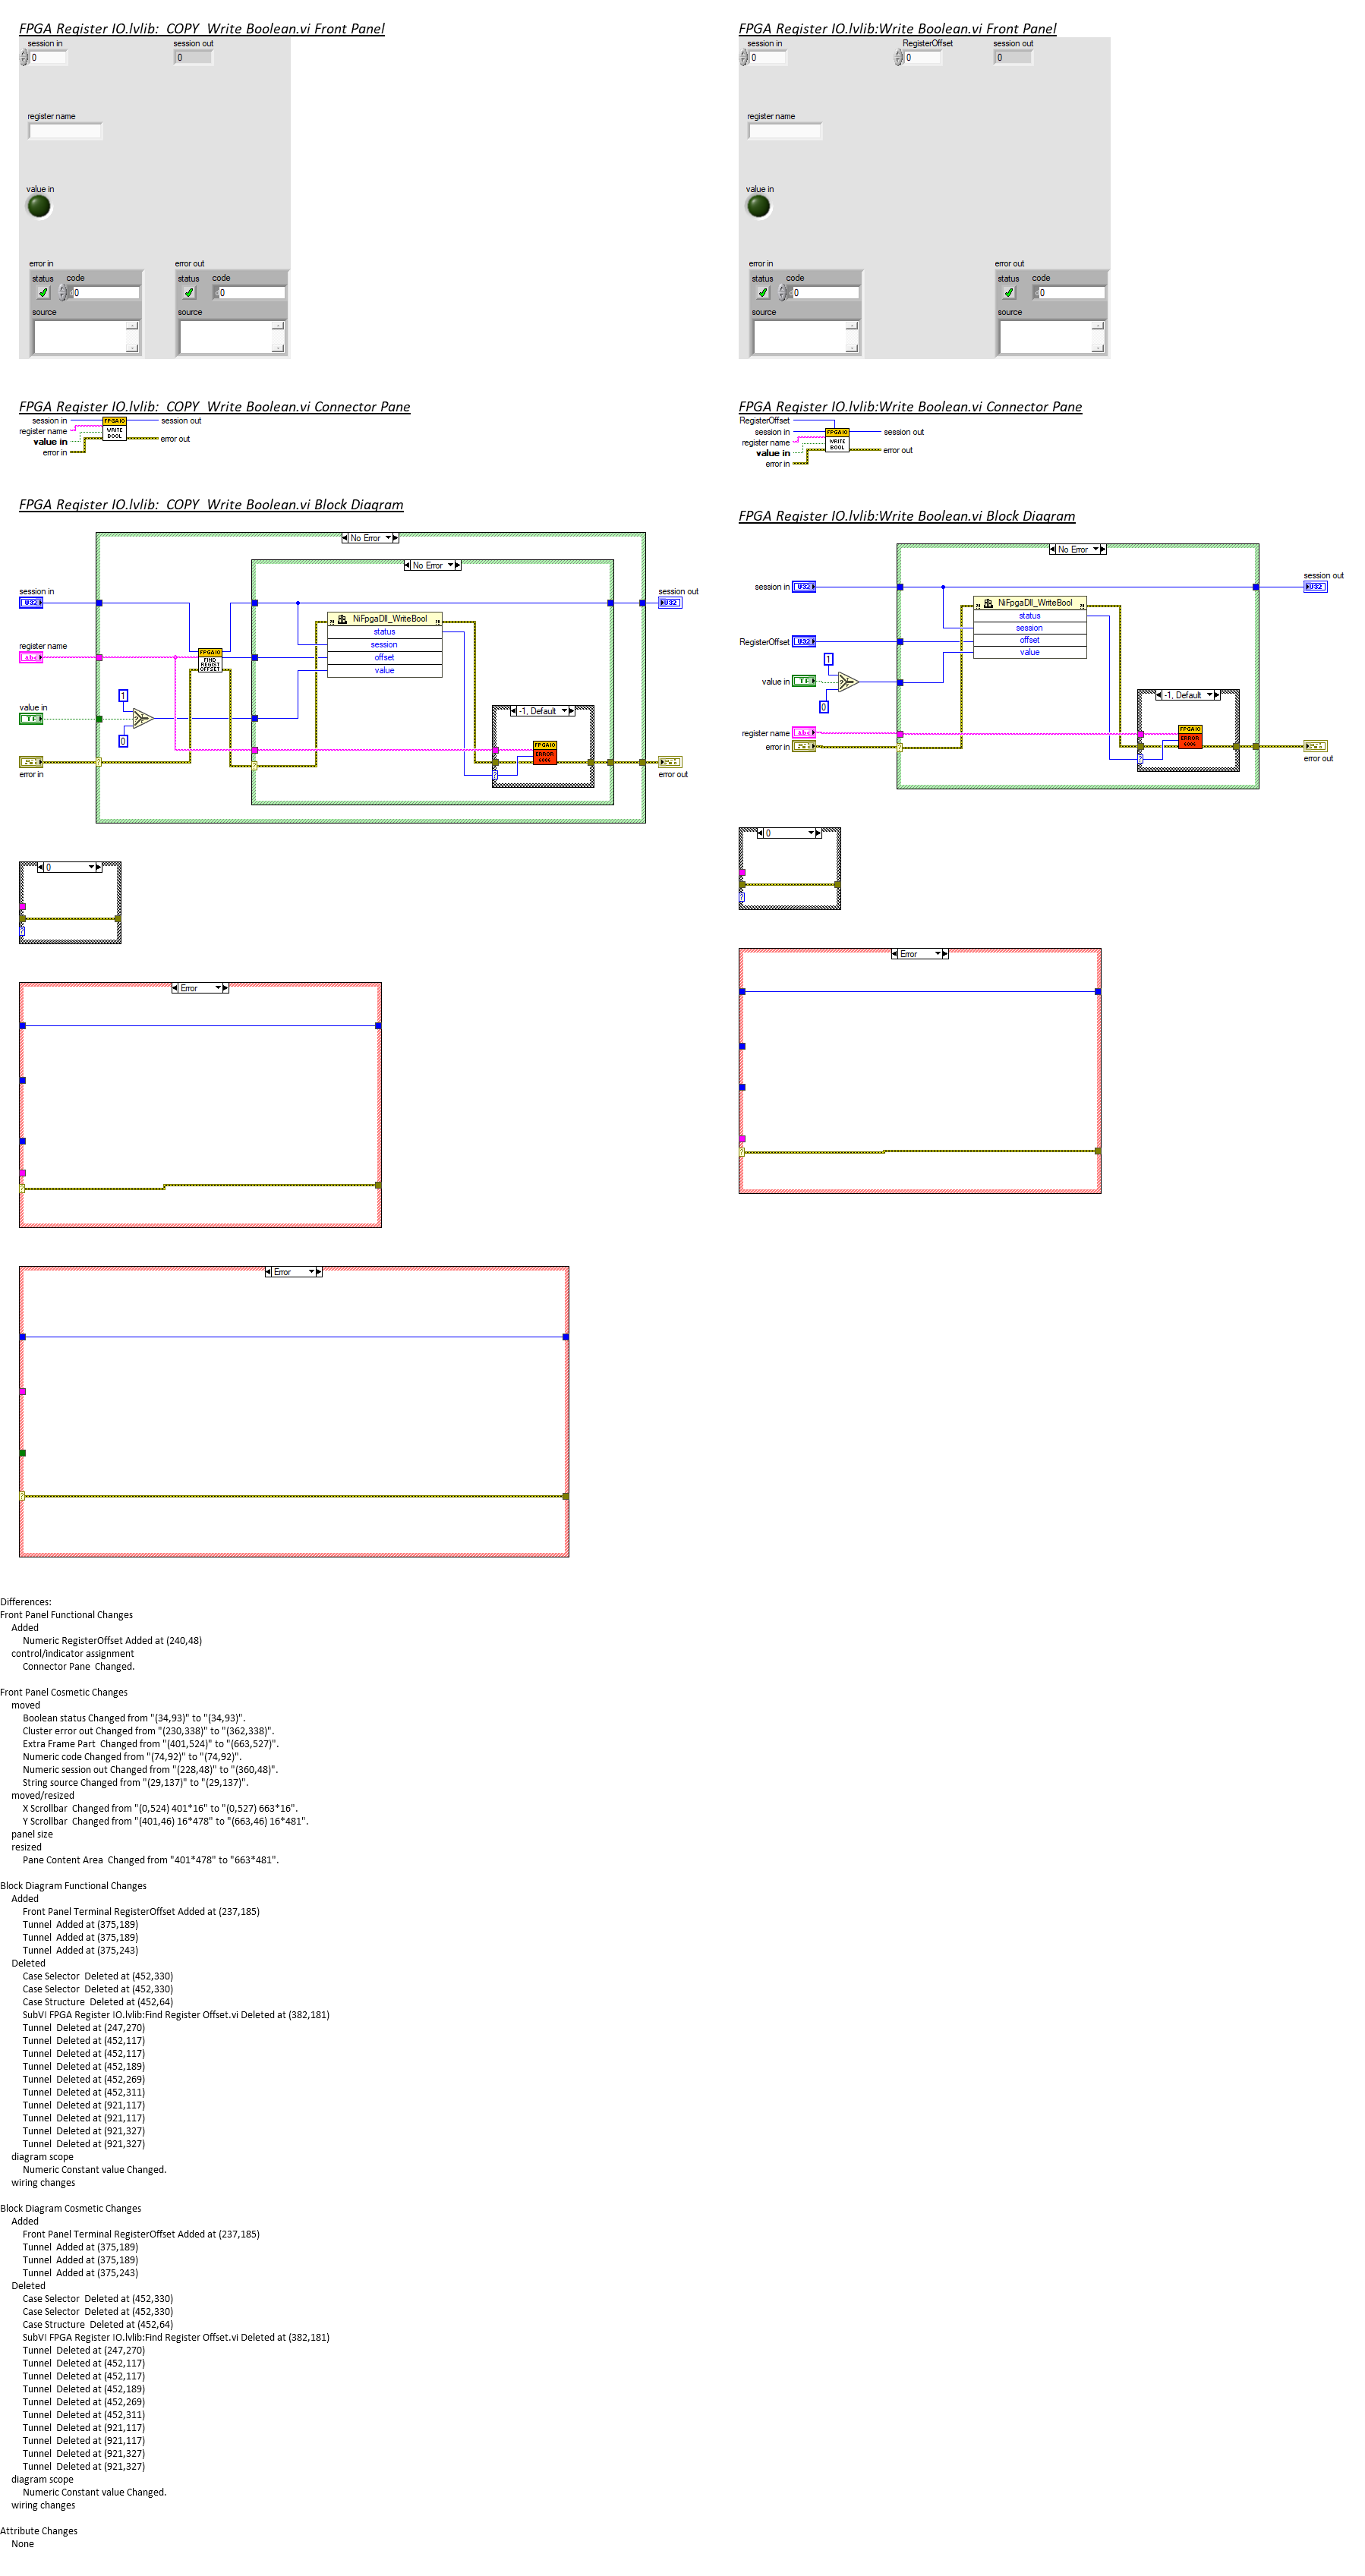 FPGA Register IO.lvlib:  COPY  Write Boolean.vi Front Panel
session in
session out
0
0
register name
value in
error in
error out
status
code
status
code
0
0
source
source
FPGA Register IO.lvlib:Write Boolean.vi Front Panel
session in
RegisterOffset
session out
0
0
0
register name
value in
error in
error out
status
code
status
code
0
0
source
source
FPGA Register IO.lvlib:  COPY  Write Boolean.vi Connector Pane
session in
register name
value in
error in
FPGAIO
WRITE
BOOL
session out
error out
FPGA Register IO.lvlib:Write Boolean.vi Connector Pane
RegisterOffset
session in
register name
value in
error in
FPGAIO
WRITE
BOOL
session out
error out
FPGA Register IO.lvlib:  COPY  Write Boolean.vi Block Diagram
No Error
No Error
session in
U32
session out
U32
NiFpgaDll_WriteBool
status
session
offset
value
register name
abc
FPGAIO
FIND
REGIST
OFFSET
value in
TF
1
0
?
-1, Default
FPGAIO
ERROR
6006
error in
error out
0
Error
Error
FPGA Register IO.lvlib:Write Boolean.vi Block Diagram
No Error
session in
U32
session out
U32
NiFpgaDll_WriteBool
status
session
offset
value
RegisterOffset
U32
value in
TF
1
0
?
-1, Default
FPGAIO
ERROR
6006
register name
abc
error in
error out
0
Error
Differences:
Front Panel Functional Changes
Added
Numeric RegisterOffset Added at (240,48)
control/indicator assignment
Connector Pane  Changed.
Front Panel Cosmetic Changes
moved
Boolean status Changed from "(34,93)" to "(34,93)".
Cluster error out Changed from "(230,338)" to "(362,338)".
Extra Frame Part  Changed from "(401,524)" to "(663,527)".
Numeric code Changed from "(74,92)" to "(74,92)".
Numeric session out Changed from "(228,48)" to "(360,48)".
String source Changed from "(29,137)" to "(29,137)".
moved/resized
X Scrollbar  Changed from "(0,524) 401*16" to "(0,527) 663*16".
Y Scrollbar  Changed from "(401,46) 16*478" to "(663,46) 16*481".
panel size
resized
Pane Content Area  Changed from "401*478" to "663*481".
Block Diagram Functional Changes
Added
Front Panel Terminal RegisterOffset Added at (237,185)
Tunnel  Added at (375,189)
Tunnel  Added at (375,189)
Tunnel  Added at (375,243)
Deleted
Case Selector  Deleted at (452,330)
Case Selector  Deleted at (452,330)
Case Structure  Deleted at (452,64)
SubVI FPGA Register IO.lvlib:Find Register Offset.vi Deleted at (382,181)
Tunnel  Deleted at (247,270)
Tunnel  Deleted at (452,117)
Tunnel  Deleted at (452,117)
Tunnel  Deleted at (452,189)
Tunnel  Deleted at (452,269)
Tunnel  Deleted at (452,311)
Tunnel  Deleted at (921,117)
Tunnel  Deleted at (921,117)
Tunnel  Deleted at (921,327)
Tunnel  Deleted at (921,327)
diagram scope
Numeric Constant value Changed.
wiring changes
Block Diagram Cosmetic Changes
Added
Front Panel Terminal RegisterOffset Added at (237,185)
Tunnel  Added at (375,189)
Tunnel  Added at (375,189)
Tunnel  Added at (375,243)
Deleted
Case Selector  Deleted at (452,330)
Case Selector  Deleted at (452,330)
Case Structure  Deleted at (452,64)
SubVI FPGA Register IO.lvlib:Find Register Offset.vi Deleted at (382,181)
Tunnel  Deleted at (247,270)
Tunnel  Deleted at (452,117)
Tunnel  Deleted at (452,117)
Tunnel  Deleted at (452,189)
Tunnel  Deleted at (452,269)
Tunnel  Deleted at (452,311)
Tunnel  Deleted at (921,117)
Tunnel  Deleted at (921,117)
Tunnel  Deleted at (921,327)
Tunnel  Deleted at (921,327)
diagram scope
Numeric Constant value Changed.
wiring changes
Attribute Changes
None